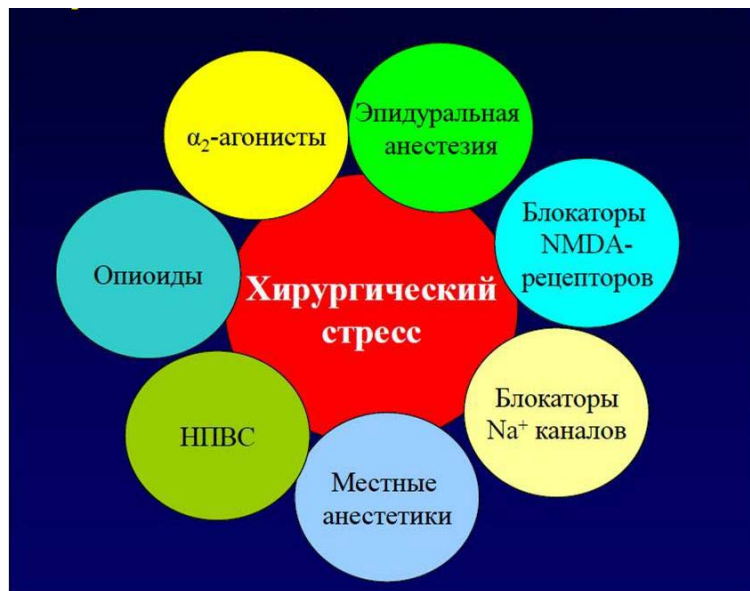 α₂-агонисты
Эпидуральная
анестезия
Блокаторы
NMDA-
рецепторов
Опиоиды
Хирургический
стресс
Блокаторы
Na⁺ каналов
НПВС
Местные
анестетики